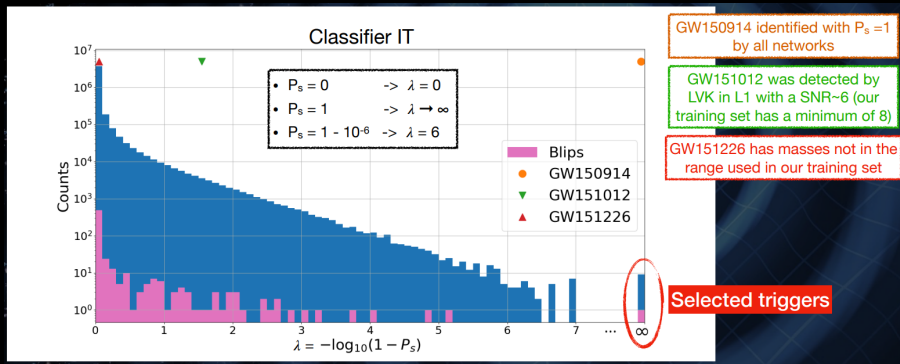 Classifier IT
GW150914 identified with Pₛ =1
by all networks
GW151012 was detected by
LVK in L1 with a SNR~6 (our
training set has a minimum of 8)
GW151226 has masses not in the
range used in our training set
• Pₛ = 0 -> λ = 0
• Pₛ = 1 -> λ → ∞
• Pₛ = 1 - 10⁻⁶ -> λ = 6
Blips
GW150914
GW151012
GW151226
Counts
10⁷
10⁶
10⁵
10⁴
10³
10²
10¹
10⁰
0 1 2 3 4 5 6 7 ... ∞
λ = −log₁₀(1 − Pₛ)
Selected triggers